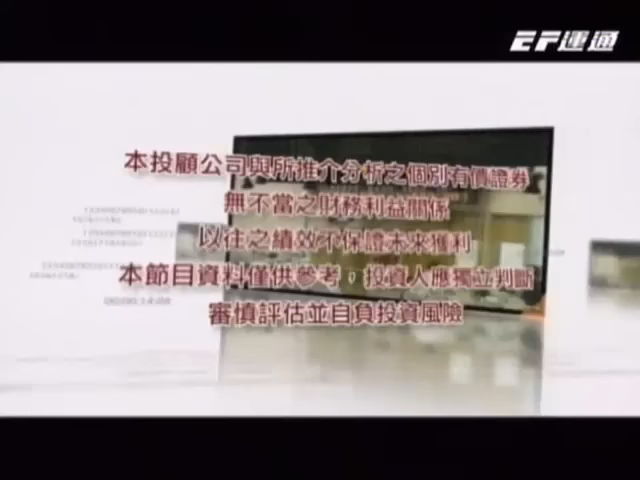 EF運通
本投顧公司與所推介分析之個別有價證券
無不當之財務利益關係
以往之績效不保證未來獲利
本節目資料僅供參考，投資人應獨立判斷
審慎評估並自負投資風險